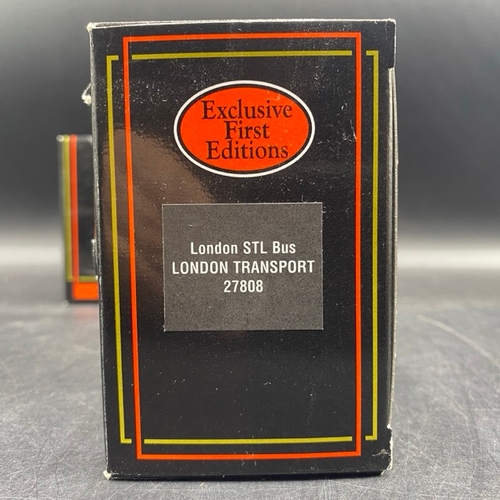 Exclusive
First
Editions
London STL Bus
LONDON TRANSPORT
27808